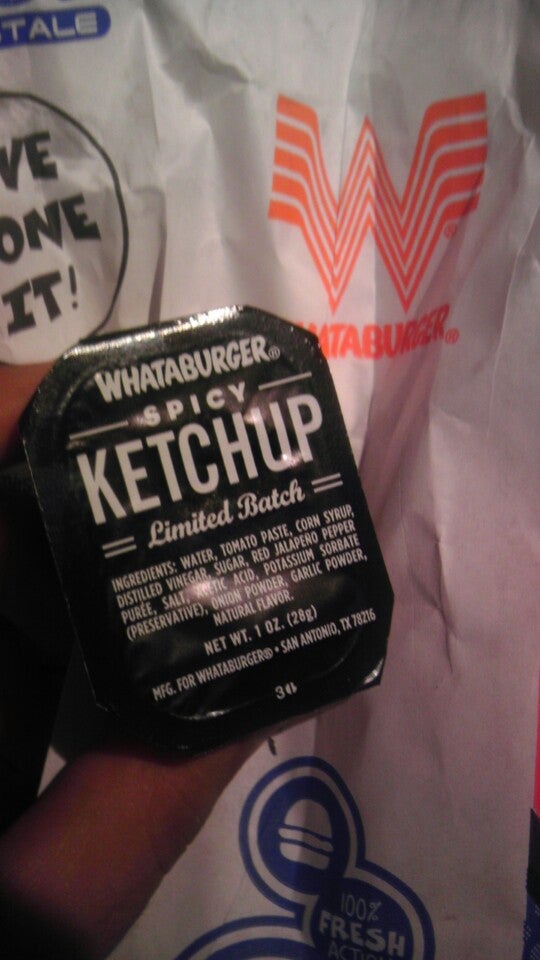 TALE
VE
ONE
IT!
WHATABURGER®
WHATABURGER®
SPICY
KETCHUP
Limited Batch
INGREDIENTS: WATER, TOMATO PASTE, CORN SYRUP,
DISTILLED VINEGAR, SUGAR, RED JALAPENO PEPPER
PURÉE, SALT, ACID, POTASSIUM SORBATE
(PRESERVATIVE), ONION POWDER, GARLIC POWDER,
NATURAL FLAVOR.
NET WT. 1 OZ. (28g)
MFG. FOR WHATABURGER® • SAN ANTONIO, TX 78216
100%
FRESH